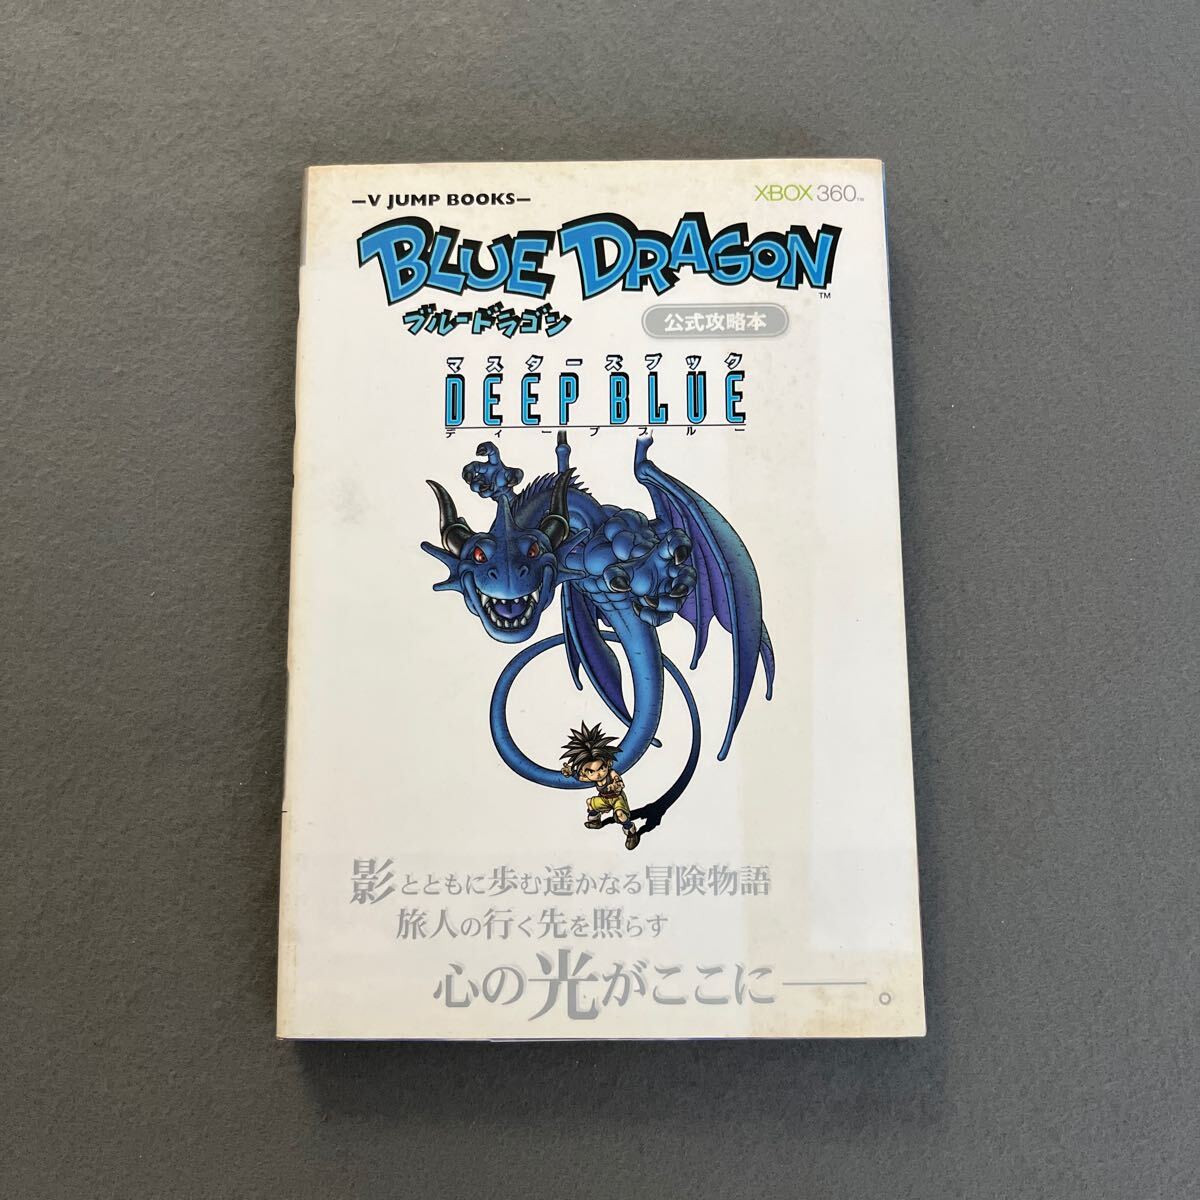 —V JUMP BOOKS—
XBOX 360™
BLUE DRAGON™
ブルードラゴン
公式攻略本
マスターズブック
DEEP BLUE
ディープブルー
影とともに歩む遥かなる冒険物語
旅人の行く先を照らす
心の光がここに——。